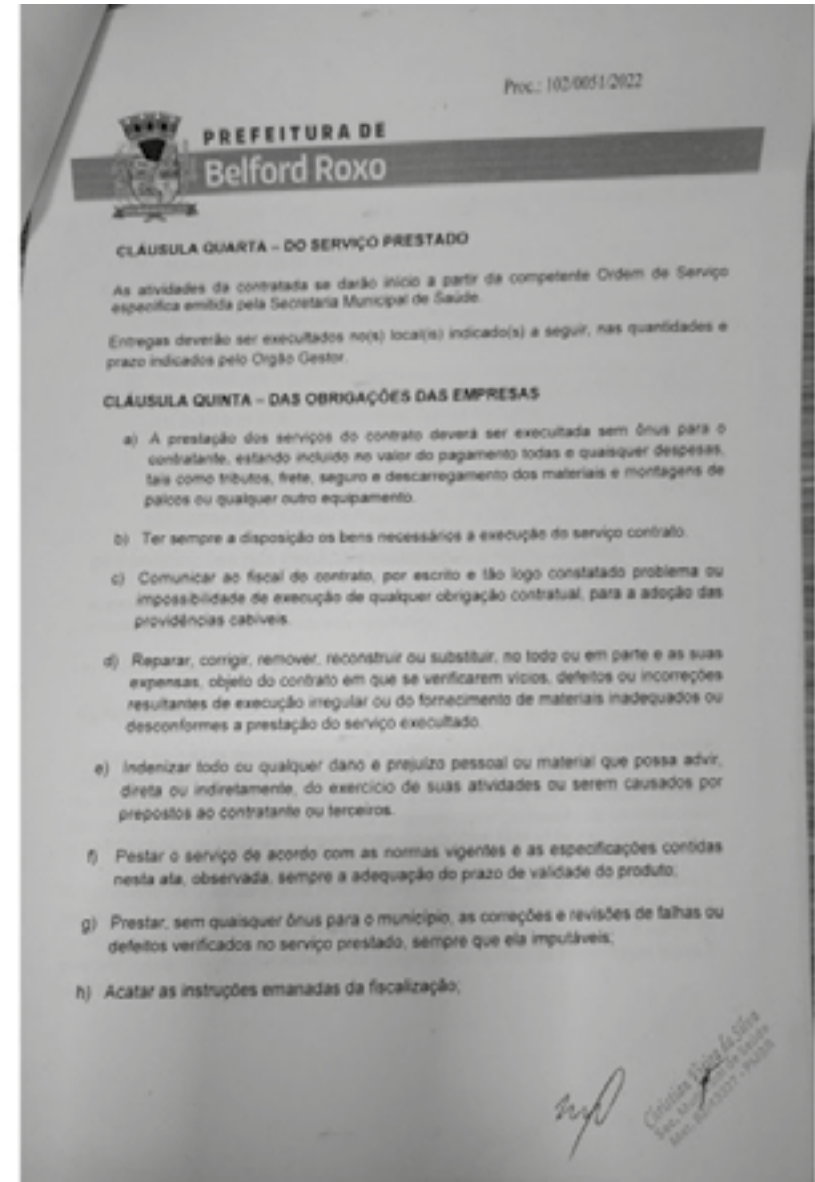 Proc.: 102/0051/2022
PREFEITURA DE
Belford Roxo
CLÁUSULA QUARTA – DO SERVIÇO PRESTADO
As atividades da contratada se darão início a partir da competente Ordem de Serviço
específica emitida pela Secretaria Municipal de Saúde.
Entregas deverão ser execultados no(s) local(is) indicado(s) a seguir, nas quantidades e
prazo indicados pelo Orgão Gestor.
CLÁUSULA QUINTA – DAS OBRIGAÇÕES DAS EMPRESAS
a) A prestação dos serviços do contrato deverá ser execultada sem ônus para o
contratante, estando incluído no valor do pagamento todas e quaisquer despesas,
tais como tributos, frete, seguro e descarregamento dos materiais e montagens de
palcos ou qualquer outro equipamento.
b) Ter sempre a disposição os bens necessários a execução do serviço contrato.
c) Comunicar ao fiscal do contrato, por escrito e tão logo constatado problema ou
impossibilidade de execução de qualquer obrigação contratual, para a adoção das
providências cabíveis.
d) Reparar, corrigir, remover, reconstruir ou substituir, no todo ou em parte e as suas
expensas, objeto do contrato em que se verificarem vícios, defeitos ou incorreções
resultantes de execução irregular ou do fornecimento de materiais inadequados ou
desconformes a prestação do serviço execultado.
e) Indenizar todo ou qualquer dano e prejuízo pessoal ou material que possa advir,
direta ou indiretamente, do exercício de suas atividades ou serem causados por
prepostos ao contratante ou terceiros.
f) Pestar o serviço de acordo com as normas vigentes e as especificações contidas
nesta ata, observada, sempre a adequação do prazo de validade do produto;
g) Prestar, sem quaisquer ônus para o município, as correções e revisões de falhas ou
defeitos verificados no serviço prestado, sempre que ela imputáveis;
h) Acatar as instruções emanadas da fiscalização;
Christian Vieira da Silva
Sec. Municipal de Saúde